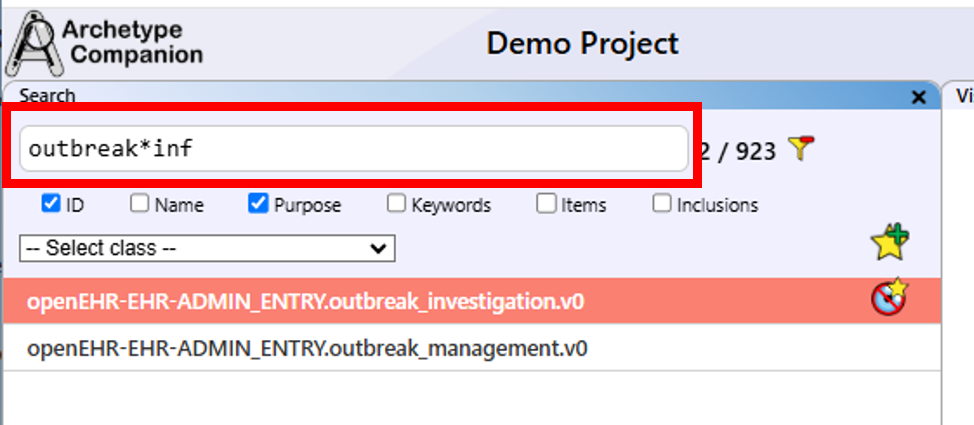 Archetype
Companion
Demo Project
Search
Vi
outbreak*inf
2 / 923
ID
Name
Purpose
Keywords
Items
Inclusions
-- Select class --
openEHR-EHR-ADMIN_ENTRY.outbreak_investigation.v0
openEHR-EHR-ADMIN_ENTRY.outbreak_management.v0